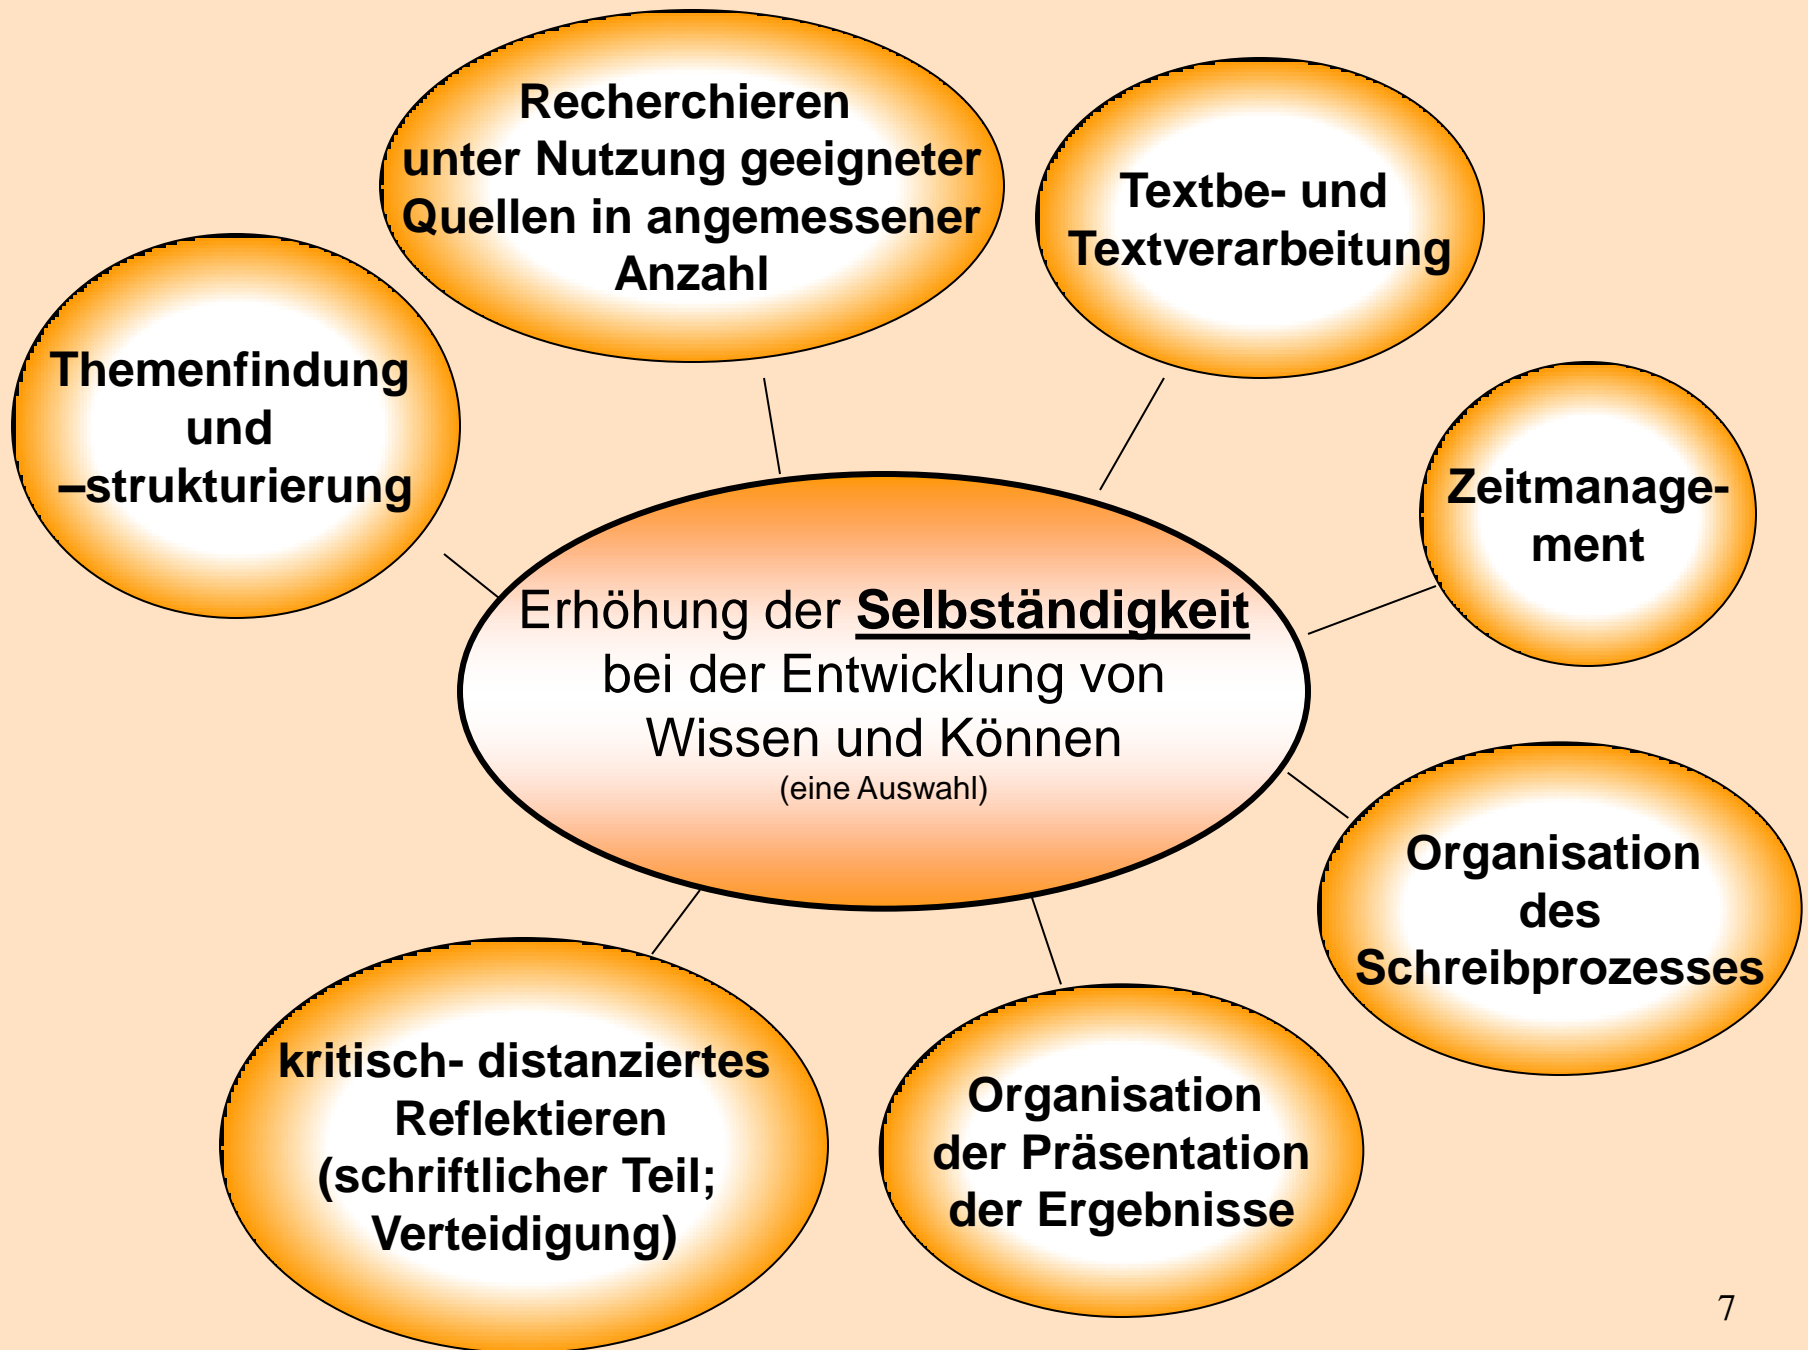 Recherchieren
unter Nutzung geeigneter
Quellen in angemessener
Anzahl
Textbe- und
Textverarbeitung
Themenfindung
und
–strukturierung
Zeitmanage-
ment
Erhöhung der Selbständigkeit
bei der Entwicklung von
Wissen und Können
(eine Auswahl)
Organisation
des
Schreibprozesses
kritisch- distanziertes
Reflektieren
(schriftlicher Teil;
Verteidigung)
Organisation
der Präsentation
der Ergebnisse
7